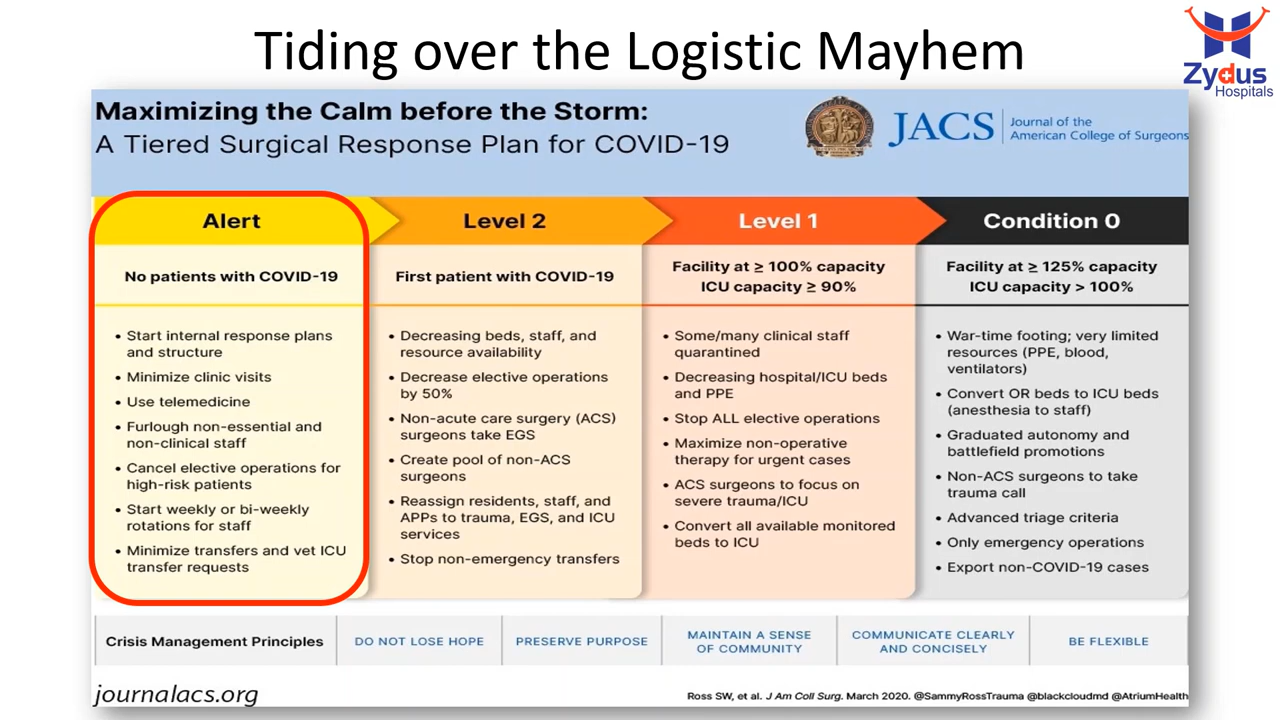 Tiding over the Logistic Mayhem
Zydus
Hospitals
Maximizing the Calm before the Storm:
A Tiered Surgical Response Plan for COVID-19
JACS
Journal of the
American College of Surgeons
Alert
No patients with COVID-19
• Start internal response plans
and structure
• Minimize clinic visits
• Use telemedicine
• Furlough non-essential and
non-clinical staff
• Cancel elective operations for
high-risk patients
• Start weekly or bi-weekly
rotations for staff
• Minimize transfers and vet ICU
transfer requests
Level 2
First patient with COVID-19
• Decreasing beds, staff, and
resource availability
• Decrease elective operations
by 50%
• Non-acute care surgery (ACS)
surgeons take EGS
• Create pool of non-ACS
surgeons
• Reassign residents, staff, and
APPs to trauma, EGS, and ICU
services
• Stop non-emergency transfers
Level 1
Facility at ≥ 100% capacity
ICU capacity ≥ 90%
• Some/many clinical staff
quarantined
• Decreasing hospital/ICU beds
and PPE
• Stop ALL elective operations
• Maximize non-operative
therapy for urgent cases
• ACS surgeons to focus on
severe trauma/ICU
• Convert all available monitored
beds to ICU
Condition 0
Facility at ≥ 125% capacity
ICU capacity > 100%
• War-time footing; very limited
resources (PPE, blood,
ventilators)
• Convert OR beds to ICU beds
(anesthesia to staff)
• Graduated autonomy and
battlefield promotions
• Non-ACS surgeons to take
trauma call
• Advanced triage criteria
• Only emergency operations
• Export non-COVID-19 cases
Crisis Management Principles
DO NOT LOSE HOPE
PRESERVE PURPOSE
MAINTAIN A SENSE
OF COMMUNITY
COMMUNICATE CLEARLY
AND CONCISELY
BE FLEXIBLE
journalacs.org
Ross SW, et al. J Am Coll Surg. March 2020. @SammyRossTrauma @blackcloudmd @AtriumHealth